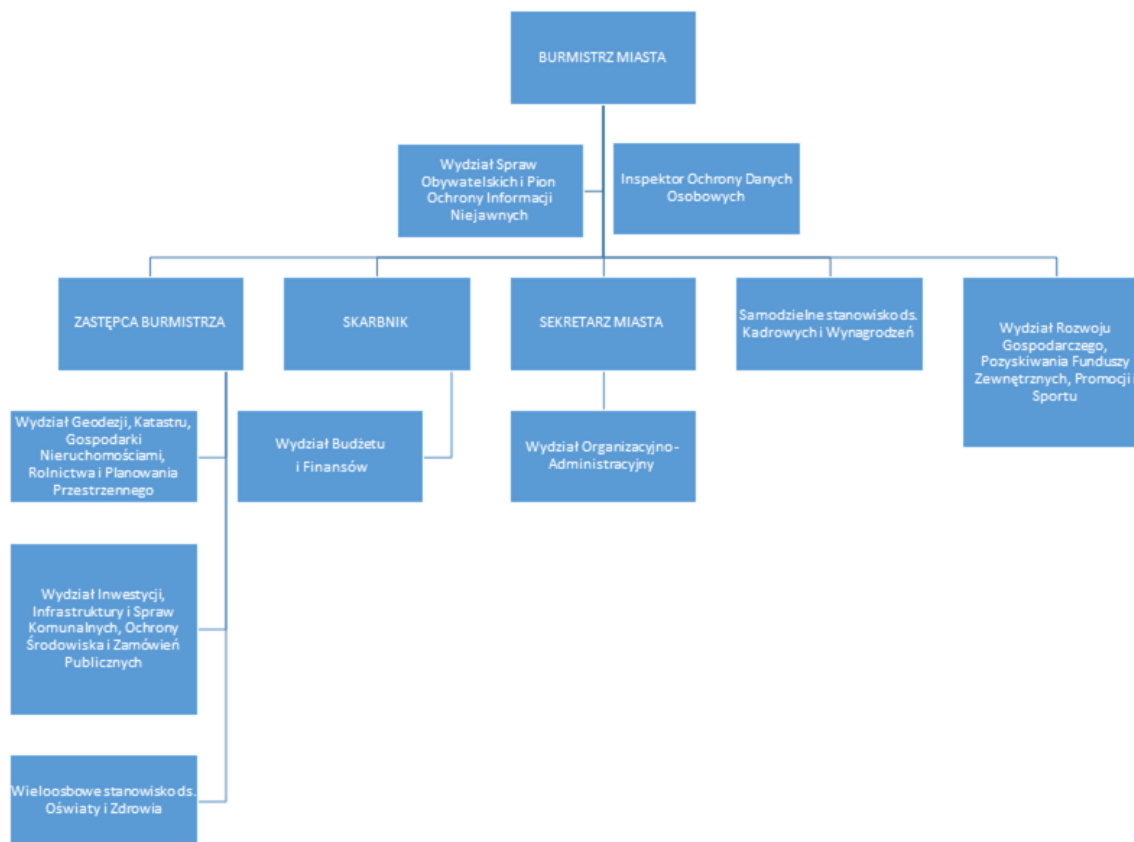 BURMISTRZ MIASTA
Wydział Spraw
Obywatelskich i Pion
Ochrony Informacji
Niejawnych
Inspektor Ochrony Danych
Osobowych
ZASTĘPCA BURMISTRZA
SKARBNIK
SEKRETARZ MIASTA
Samodzielne stanowisko ds.
Kadrowych i Wynagrodzeń
Wydział Rozwoju
Gospodarczego,
Pozyskiwania Funduszy
Zewnętrznych, Promocji i
Sportu
Wydział Geodezji, Katastru,
Gospodarki
Nieruchomościami,
Rolnictwa i Planowania
Przestrzennego
Wydział Budżetu
i Finansów
Wydział Organizacyjno-
Administracyjny
Wydział Inwestycji,
Infrastruktury i Spraw
Komunalnych, Ochrony
Środowiska i Zamówień
Publicznych
Wieloosbowe stanowisko ds.
Oświaty i Zdrowia